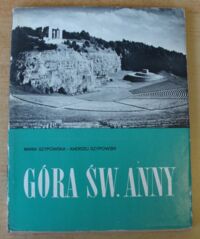 MARIA SZYPOWSKA - ANDRZEJ SZYPOWSKI
GÓRA ŚW. ANNY